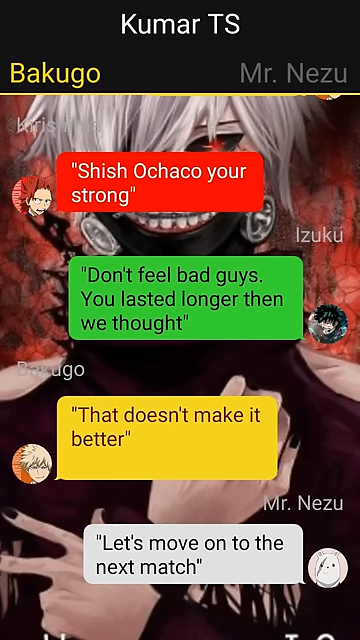 Kumar TS
Bakugo
Mr. Nezu
Kirishima
"Shish Ochaco your
strong"
Izuku
"Don't feel bad guys.
You lasted longer then
we thought"
Bakugo
"That doesn't make it
better"
Mr. Nezu
"Let's move on to the
next match"